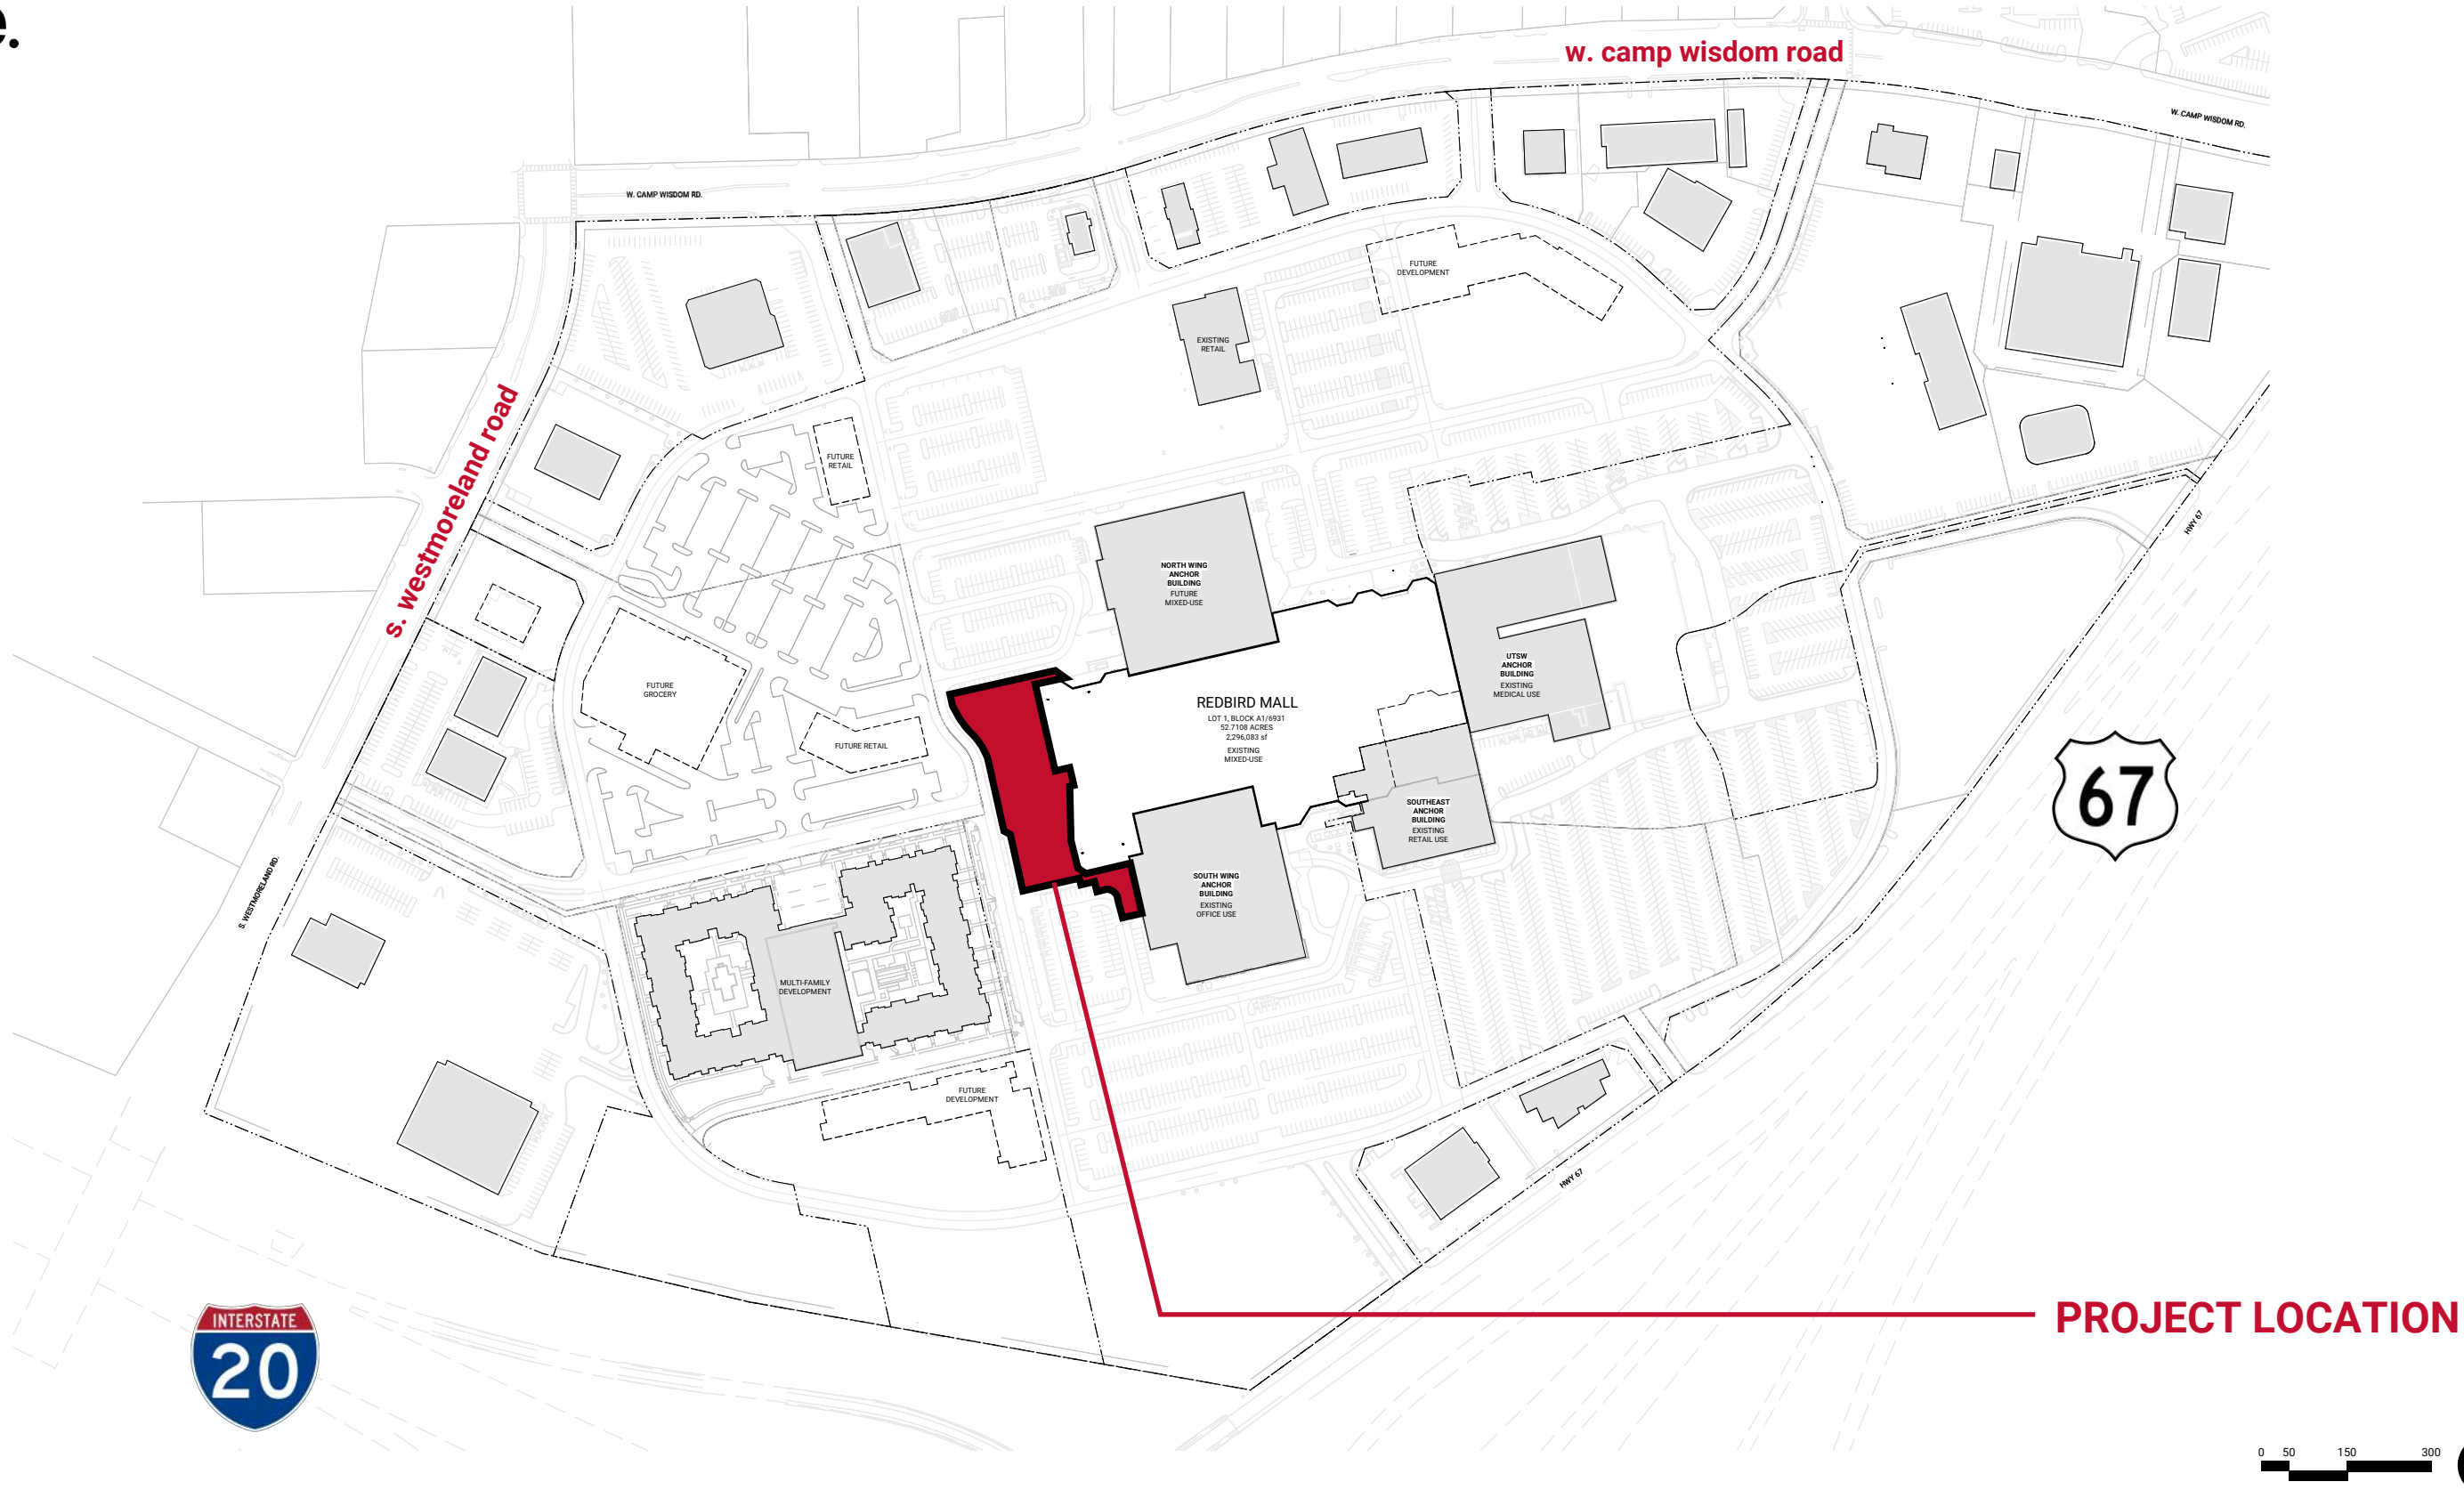 e.
w. camp wisdom road
W. CAMP WISDOM RD.
W. CAMP WISDOM RD.
FUTURE
DEVELOPMENT
EXISTING
RETAIL
s. westmoreland road
FUTURE
RETAIL
HWY 67
NORTH WING
ANCHOR
BUILDING
FUTURE
MIXED-USE
UTSW
ANCHOR
BUILDING
EXISTING
MEDICAL USE
FUTURE
GROCERY
REDBIRD MALL
LOT 1, BLOCK A1/6931
52.7108 ACRES
2,296,083 sf
EXISTING
MIXED-USE
FUTURE RETAIL
67
SOUTHEAST
ANCHOR
BUILDING
EXISTING
RETAIL USE
S. WESTMORELAND RD.
SOUTH WING
ANCHOR
BUILDING
EXISTING
OFFICE USE
MULTI-FAMILY
DEVELOPMENT
FUTURE
DEVELOPMENT
HWY 67
INTERSTATE
20
PROJECT LOCATION
0 50 150 300